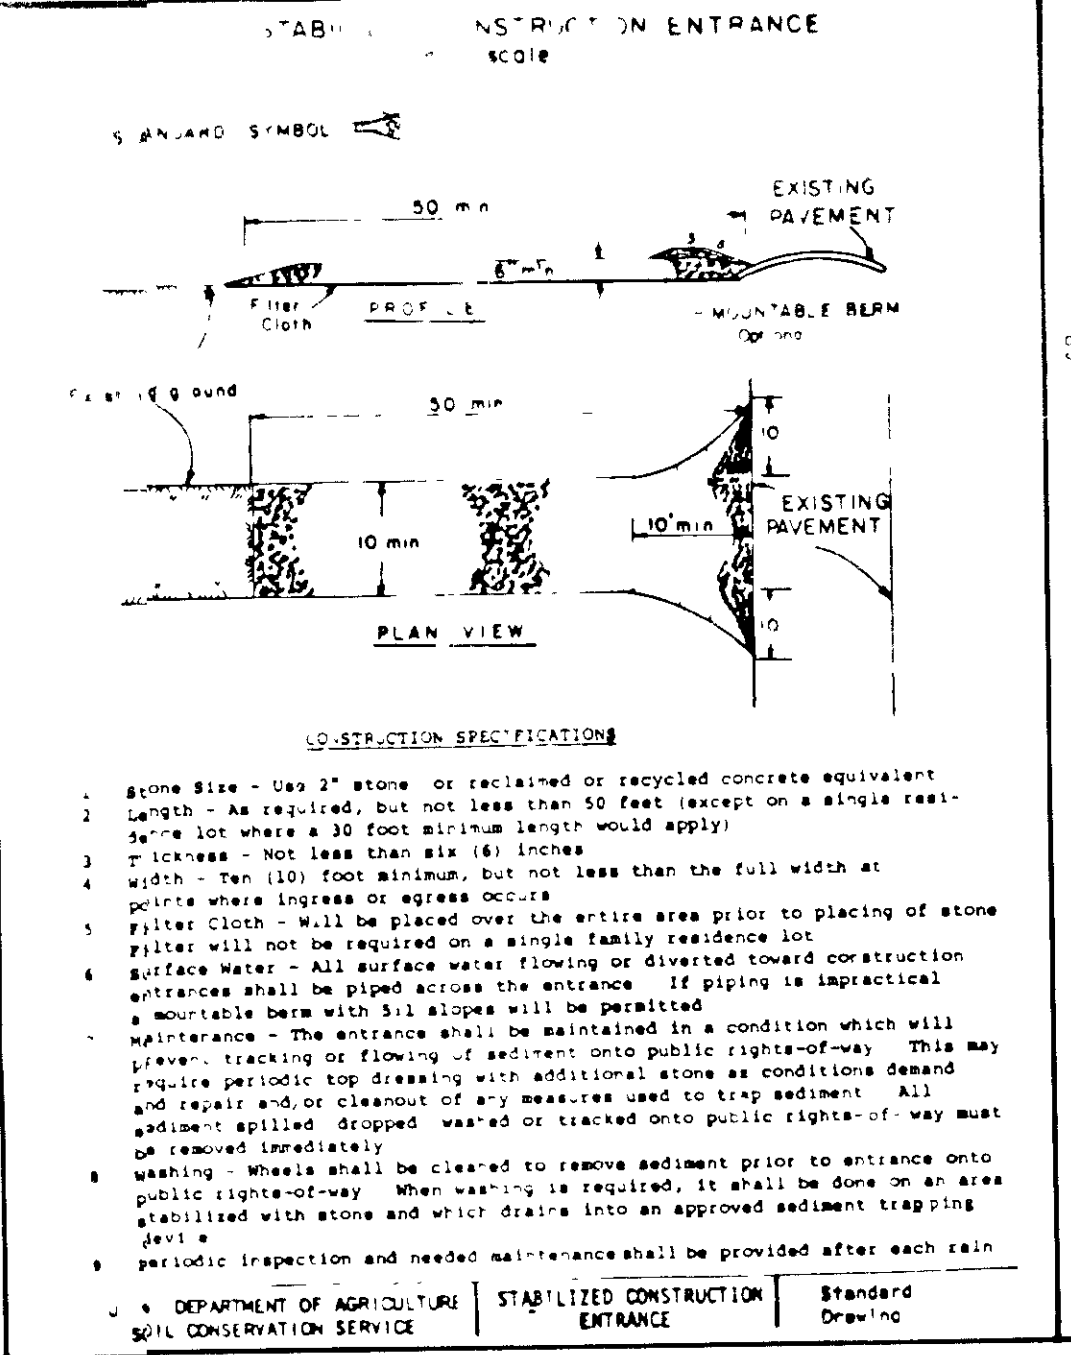 CONSTRUCTION ENTRANCE
scale
STANDARD SYMBOL
EXISTING
PAVEMENT
50 min
6" min
Filter
Cloth
PROFILE
MOUNTABLE BERM
Optional
Existing ground
50 min
10
EXISTING
PAVEMENT
10' min
10 min
10
PLAN VIEW
CONSTRUCTION SPECIFICATIONS
1 Stone Size - Use 2" stone or reclaimed or recycled concrete equivalent
2 Length - As required, but not less than 50 feet (except on a single resi-
dence lot where a 30 foot minimum length would apply)
3 Thickness - Not less than six (6) inches
4 Width - Ten (10) foot minimum, but not less than the full width at
points where ingress or egress occurs
5 Filter Cloth - Will be placed over the entire area prior to placing of stone
Filter will not be required on a single family residence lot
6 Surface Water - All surface water flowing or diverted toward construction
entrances shall be piped across the entrance If piping is impractical
a mountable berm with 5:1 slopes will be permitted
Maintenance - The entrance shall be maintained in a condition which will
prevent tracking or flowing of sediment onto public rights-of-way This may
require periodic top dressing with additional stone as conditions demand
and repair and/or cleanout of any measures used to trap sediment All
sediment spilled dropped washed or tracked onto public rights-of-way must
be removed immediately
8 Washing - Wheels shall be cleaned to remove sediment prior to entrance onto
public rights-of-way When washing is required, it shall be done on an area
stabilized with stone and which drains into an approved sediment trapping
device
9 periodic inspection and needed maintenance shall be provided after each rain
DEPARTMENT OF AGRICULTURE
SOIL CONSERVATION SERVICE
STABILIZED CONSTRUCTION
ENTRANCE
Standard
Drawing